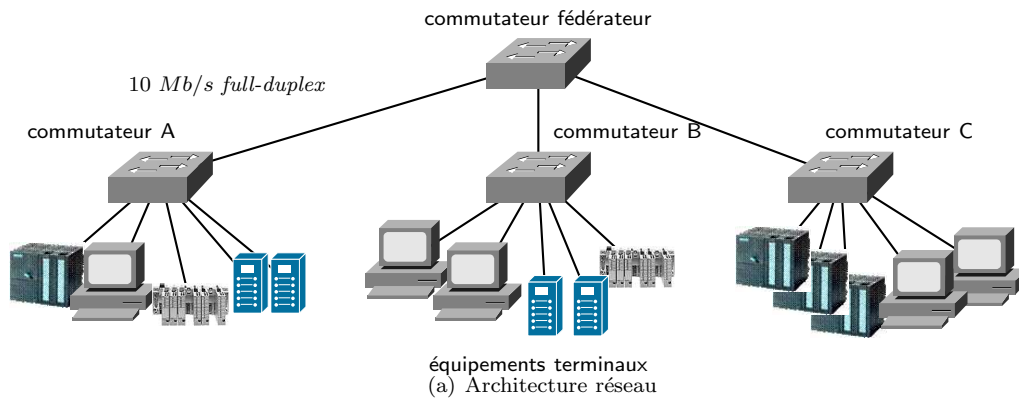 commutateur fédérateur
10 Mb/s full-duplex
commutateur A
commutateur B
commutateur C
équipements terminaux
(a) Architecture réseau